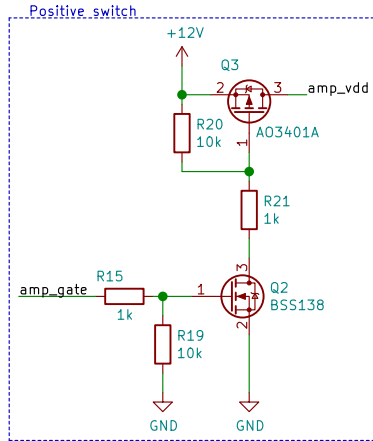 Positive switch
+12V
Q3
2
3
amp_vdd
R20
10k
AO3401A
1
R21
1k
amp_gate
R15
1k
1
3
Q2
BSS138
2
R19
10k
GND
GND